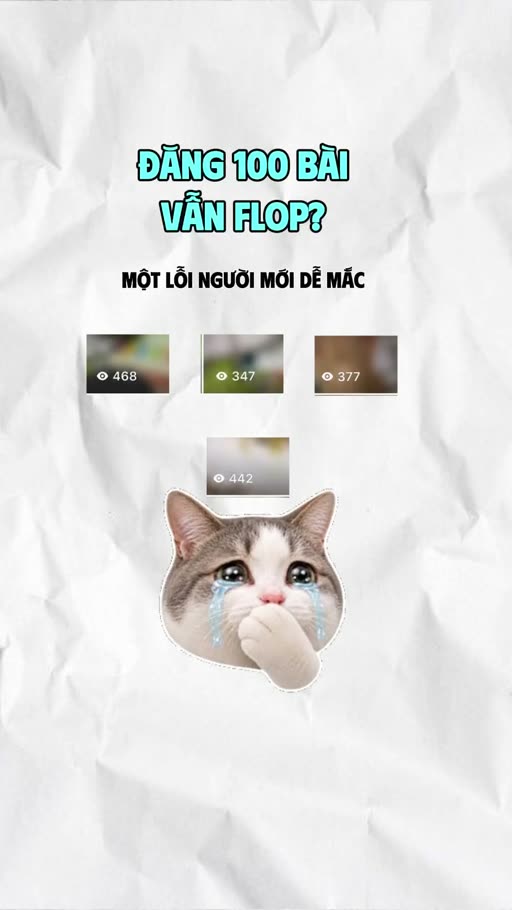 ĐĂNG 100 BÀI
VẪN FLOP?
MỘT LỖI NGƯỜI MỚI DỄ MẮC
468
347
377
442